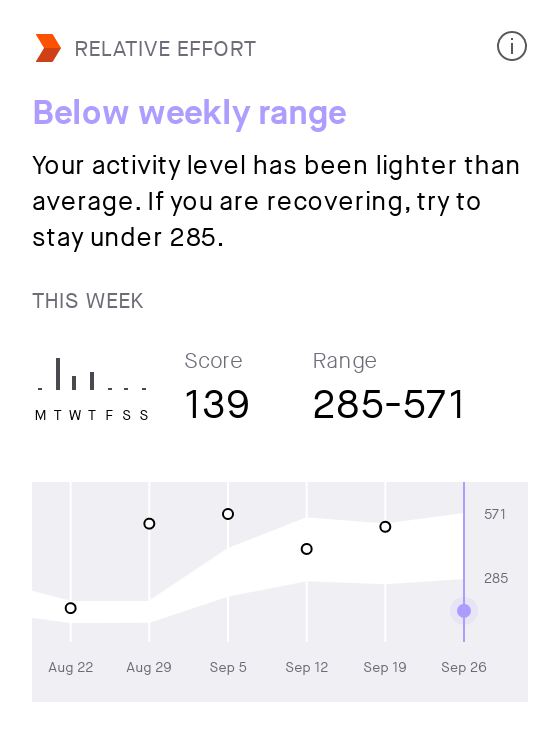 RELATIVE EFFORT
Below weekly range
Your activity level has been lighter than
average. If you are recovering, try to
stay under 285.
THIS WEEK
Score
Range
139
285-571
M T W T F S S
571
285
Aug 22
Aug 29
Sep 5
Sep 12
Sep 19
Sep 26